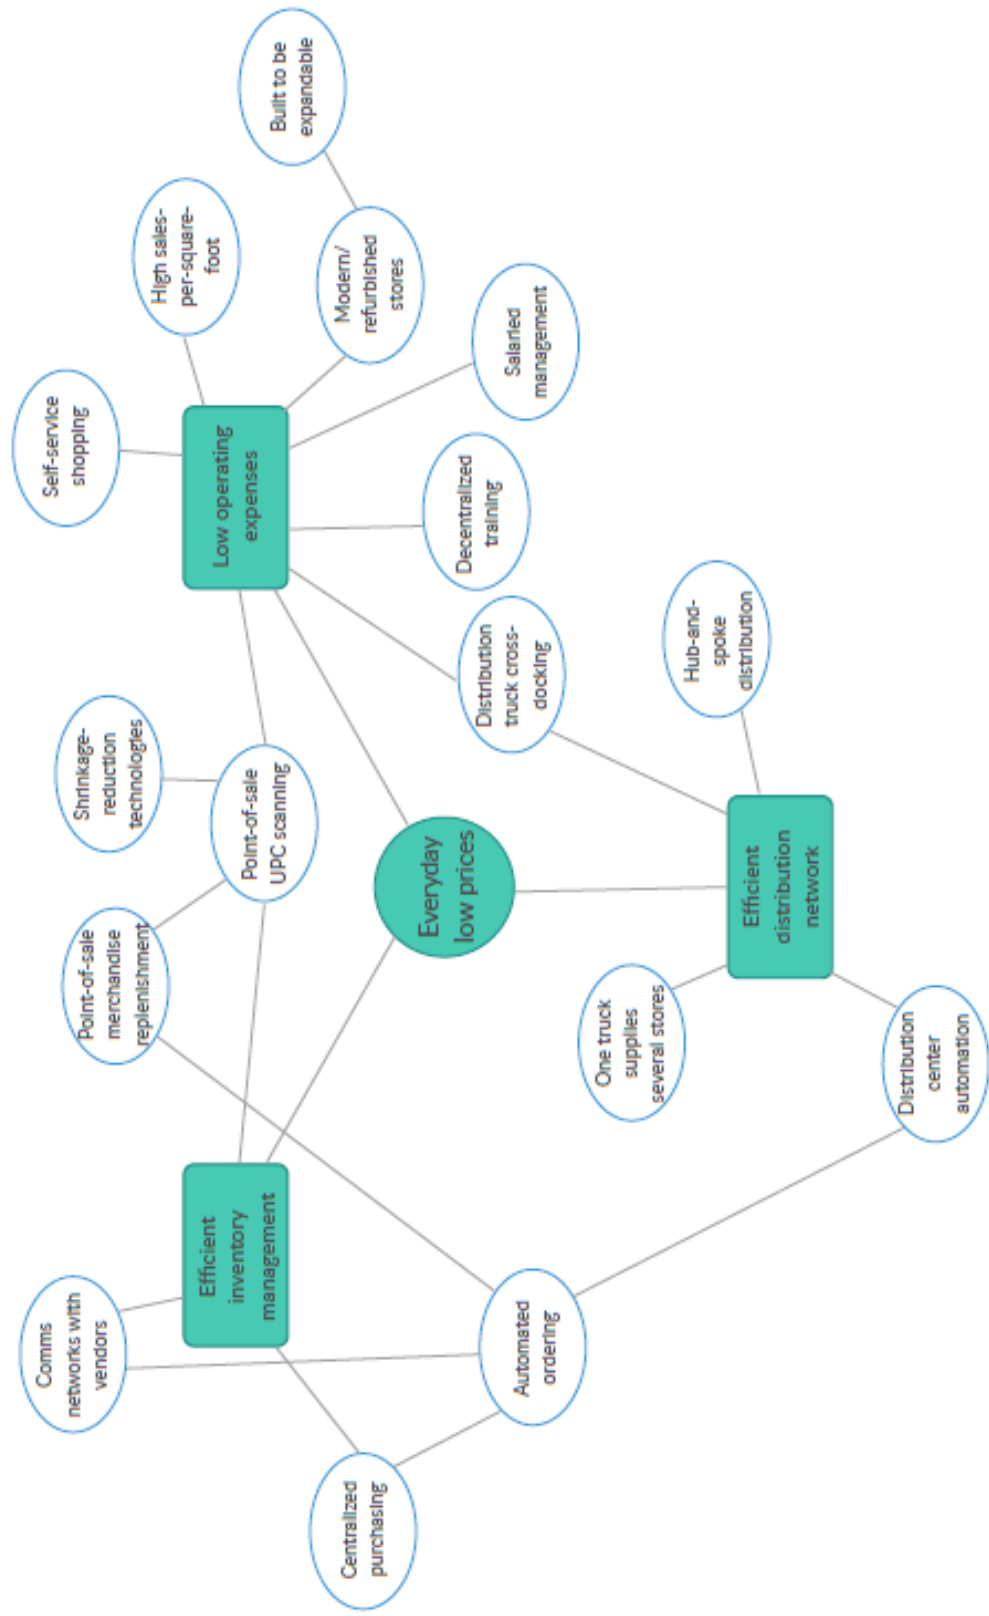 Comms
networks with
vendors
Point-of-sale
merchandise
replenishment
Shrinkage-
reduction
technologies
Self-service
shopping
High sales-
per-square-
foot
Built to be
expandable
Efficient
inventory
management
Point-of-sale
UPC scanning
Low operating
expenses
Modern/
refurbished
stores
Centralized
purchasing
Everyday
low prices
Decentralized
training
Salaried
management
Automated
ordering
Distribution
truck cross-
docking
One truck
supplies
several stores
Hub-and-
spoke
distribution
Efficient
distribution
network
Distribution
center
automation